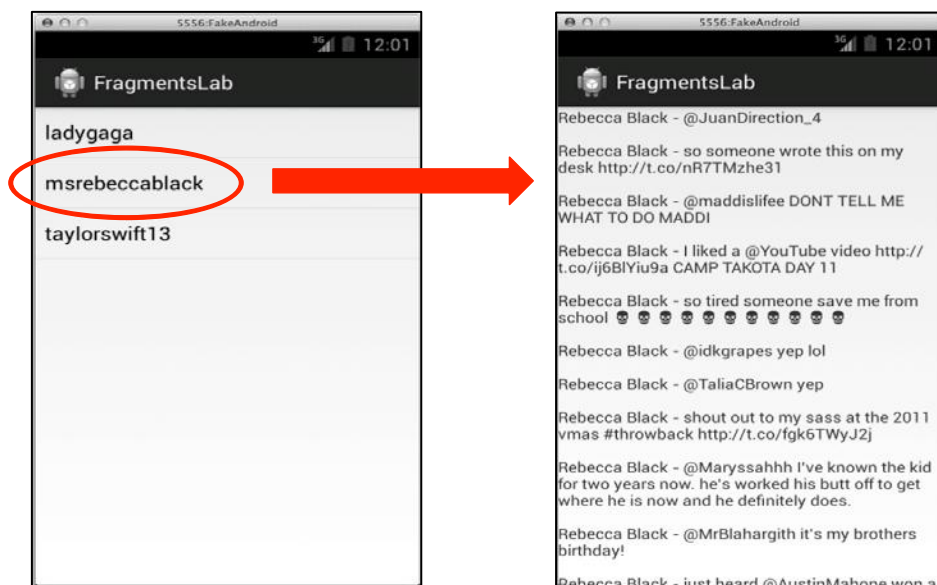 5556:FakeAndroid
3G 12:01
FragmentsLab
ladygaga
msrebeccablack
taylorswift13
5556:FakeAndroid
3G 12:01
FragmentsLab
Rebecca Black - @JuanDirection_4
Rebecca Black - so someone wrote this on my
desk http://t.co/nR7TMzhe31
Rebecca Black - @maddislifee DONT TELL ME
WHAT TO DO MADDI
Rebecca Black - I liked a @YouTube video http://
t.co/ij6BlYiu9a CAMP TAKOTA DAY 11
Rebecca Black - so tired someone save me from
school 💀 💀 💀 💀 💀 💀 💀 💀 💀 💀 💀
Rebecca Black - @idkgrapes yep lol
Rebecca Black - @TaliaCBrown yep
Rebecca Black - shout out to my sass at the 2011
vmas #throwback http://t.co/fgk6TWyJ2j
Rebecca Black - @Maryssahhh I've known the kid
for two years now. he's worked his butt off to get
where he is now and he definitely does.
Rebecca Black - @MrBlahargith it's my brothers
birthday!
Rebecca Black - just heard @AustinMahone won a